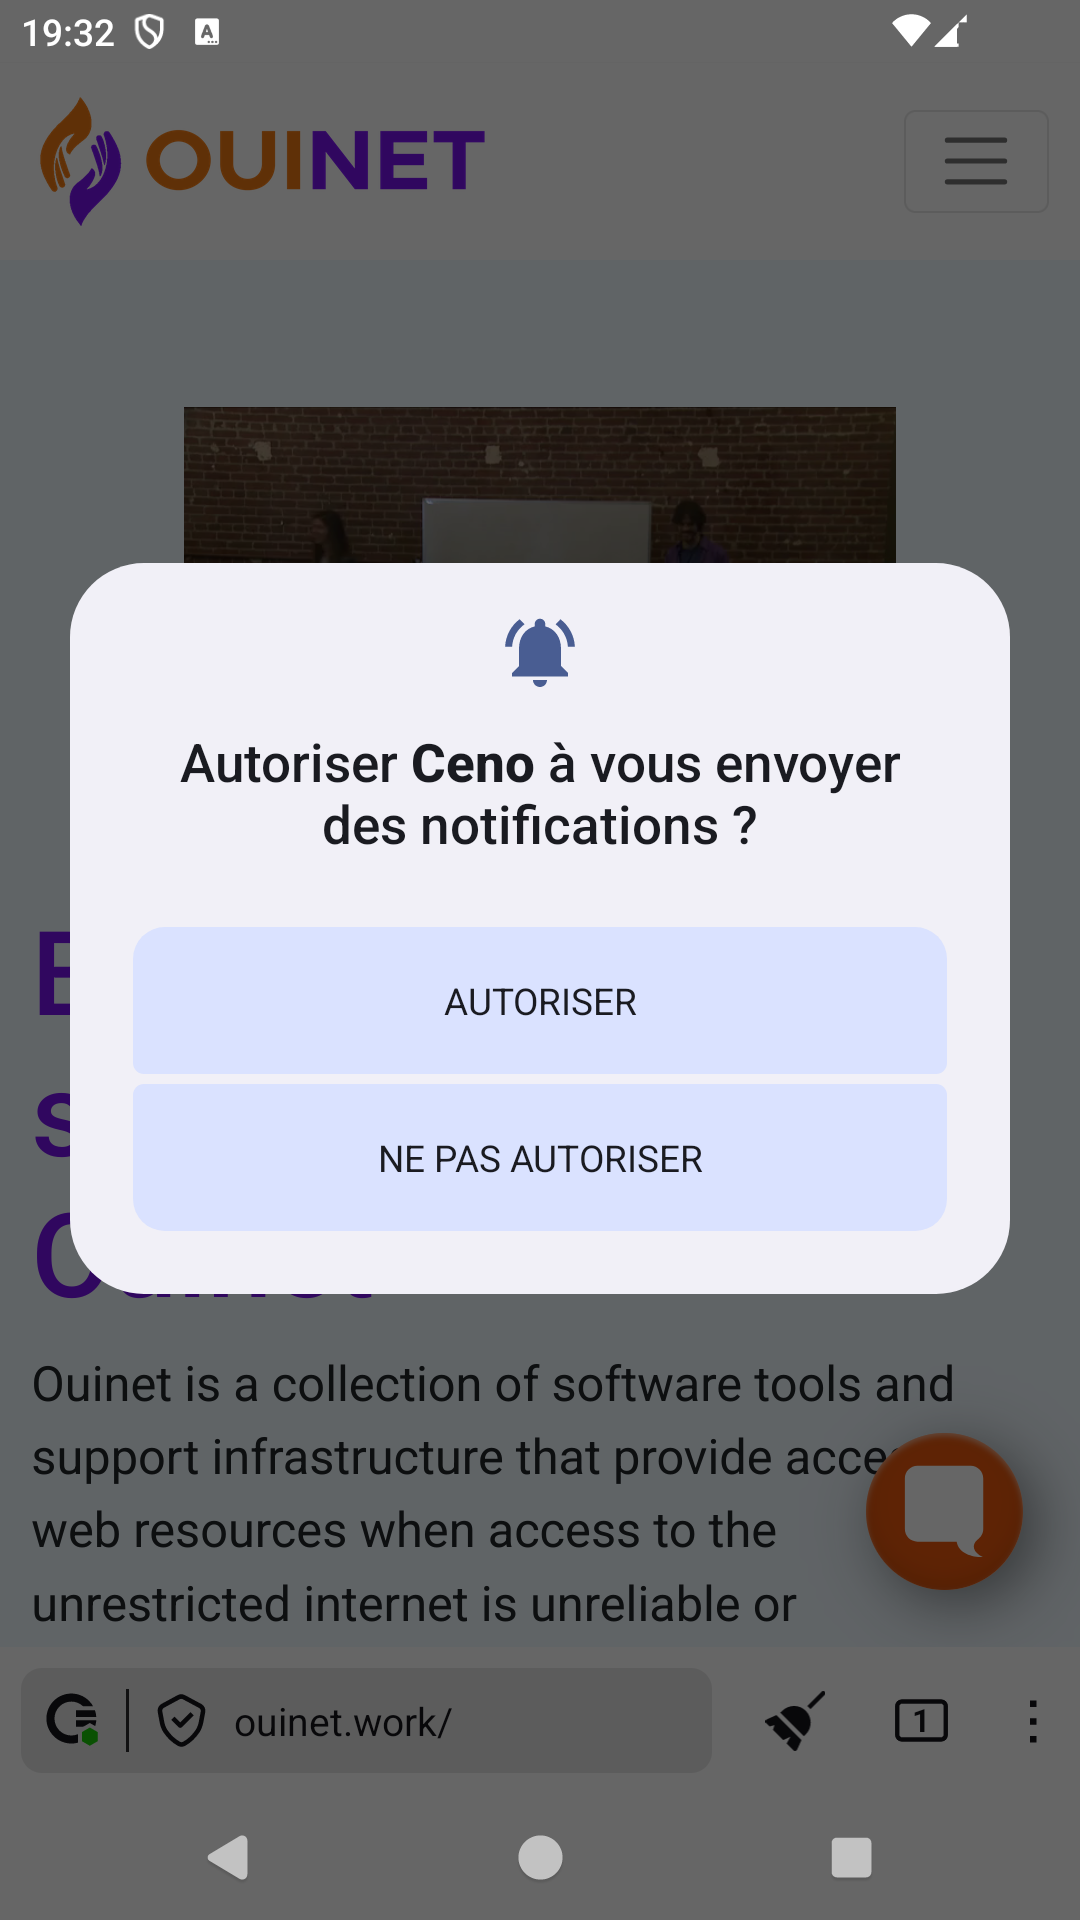 19:32
OUINET
Autoriser Ceno à vous envoyer
des notifications ?
AUTORISER
NE PAS AUTORISER
Ouinet is a collection of software tools and
support infrastructure that provide
web resources when access to the
unrestricted internet is unreliable or
ouinet.work/
1